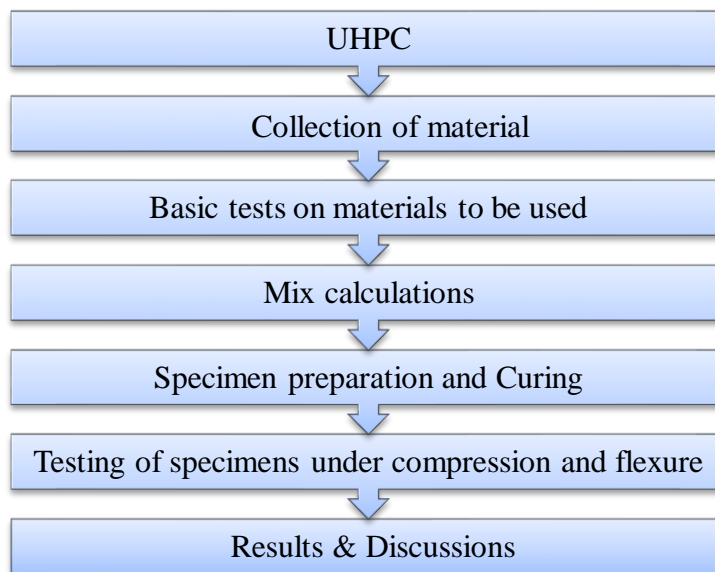 UHPC
Collection of material
Basic tests on materials to be used
Mix calculations
Specimen preparation and Curing
Testing of specimens under compression and flexure
Results & Discussions